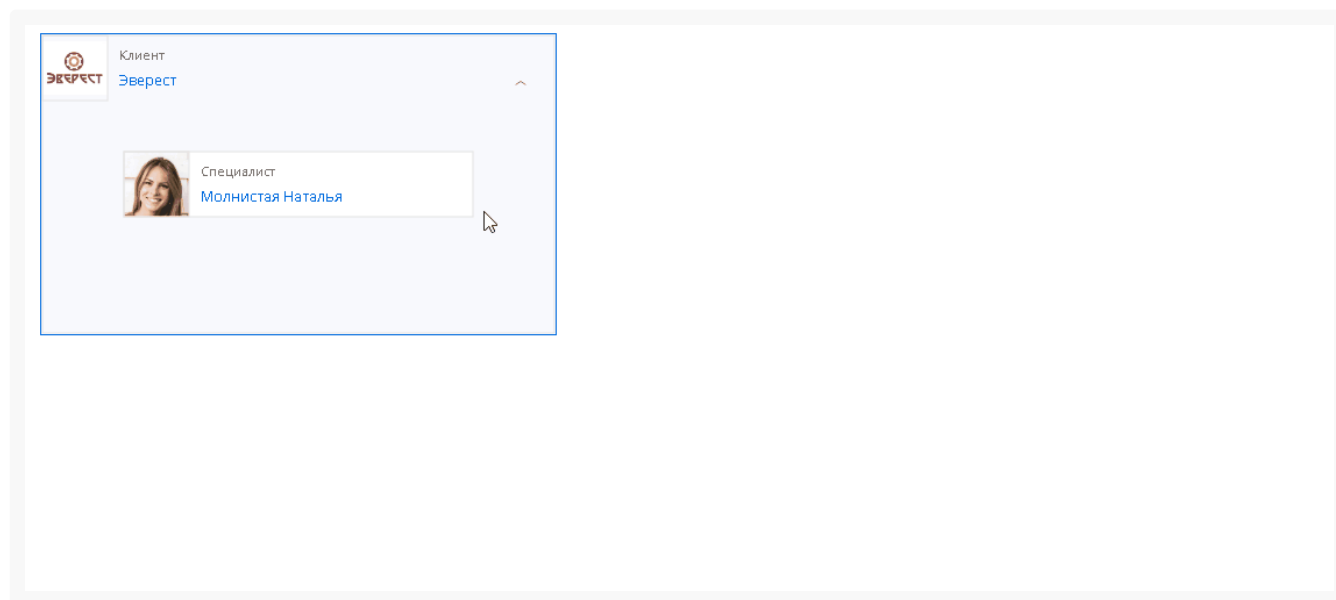 Клиент
ЭВЕРЕСТ
Эверест
Специалист
Молнистая Наталья